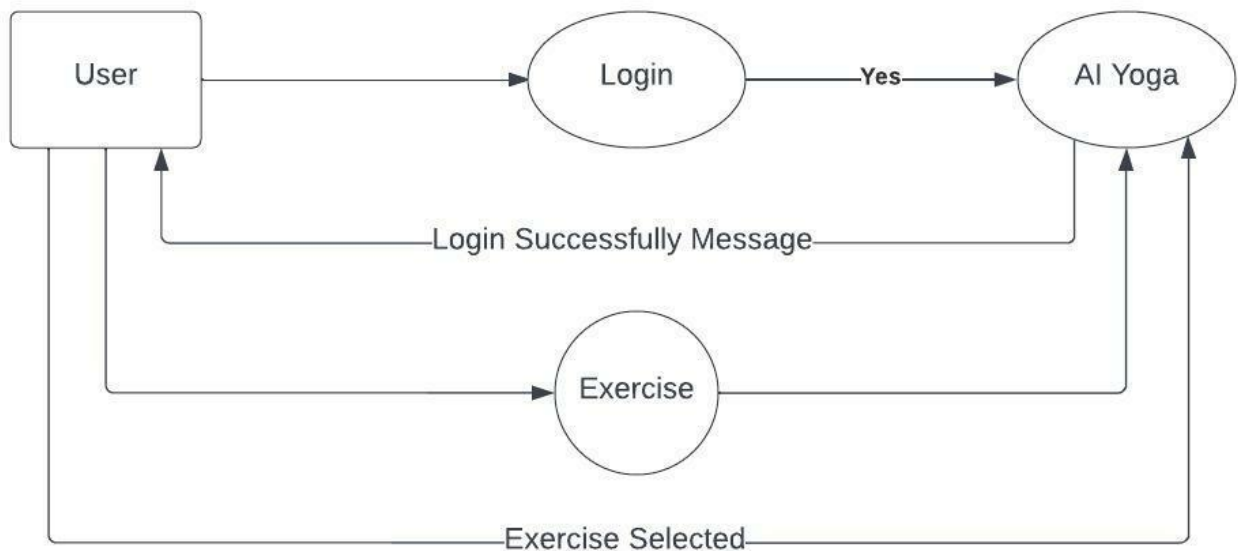 User
Login
Yes
AI Yoga
Login Successfully Message
Exercise
Exercise Selected